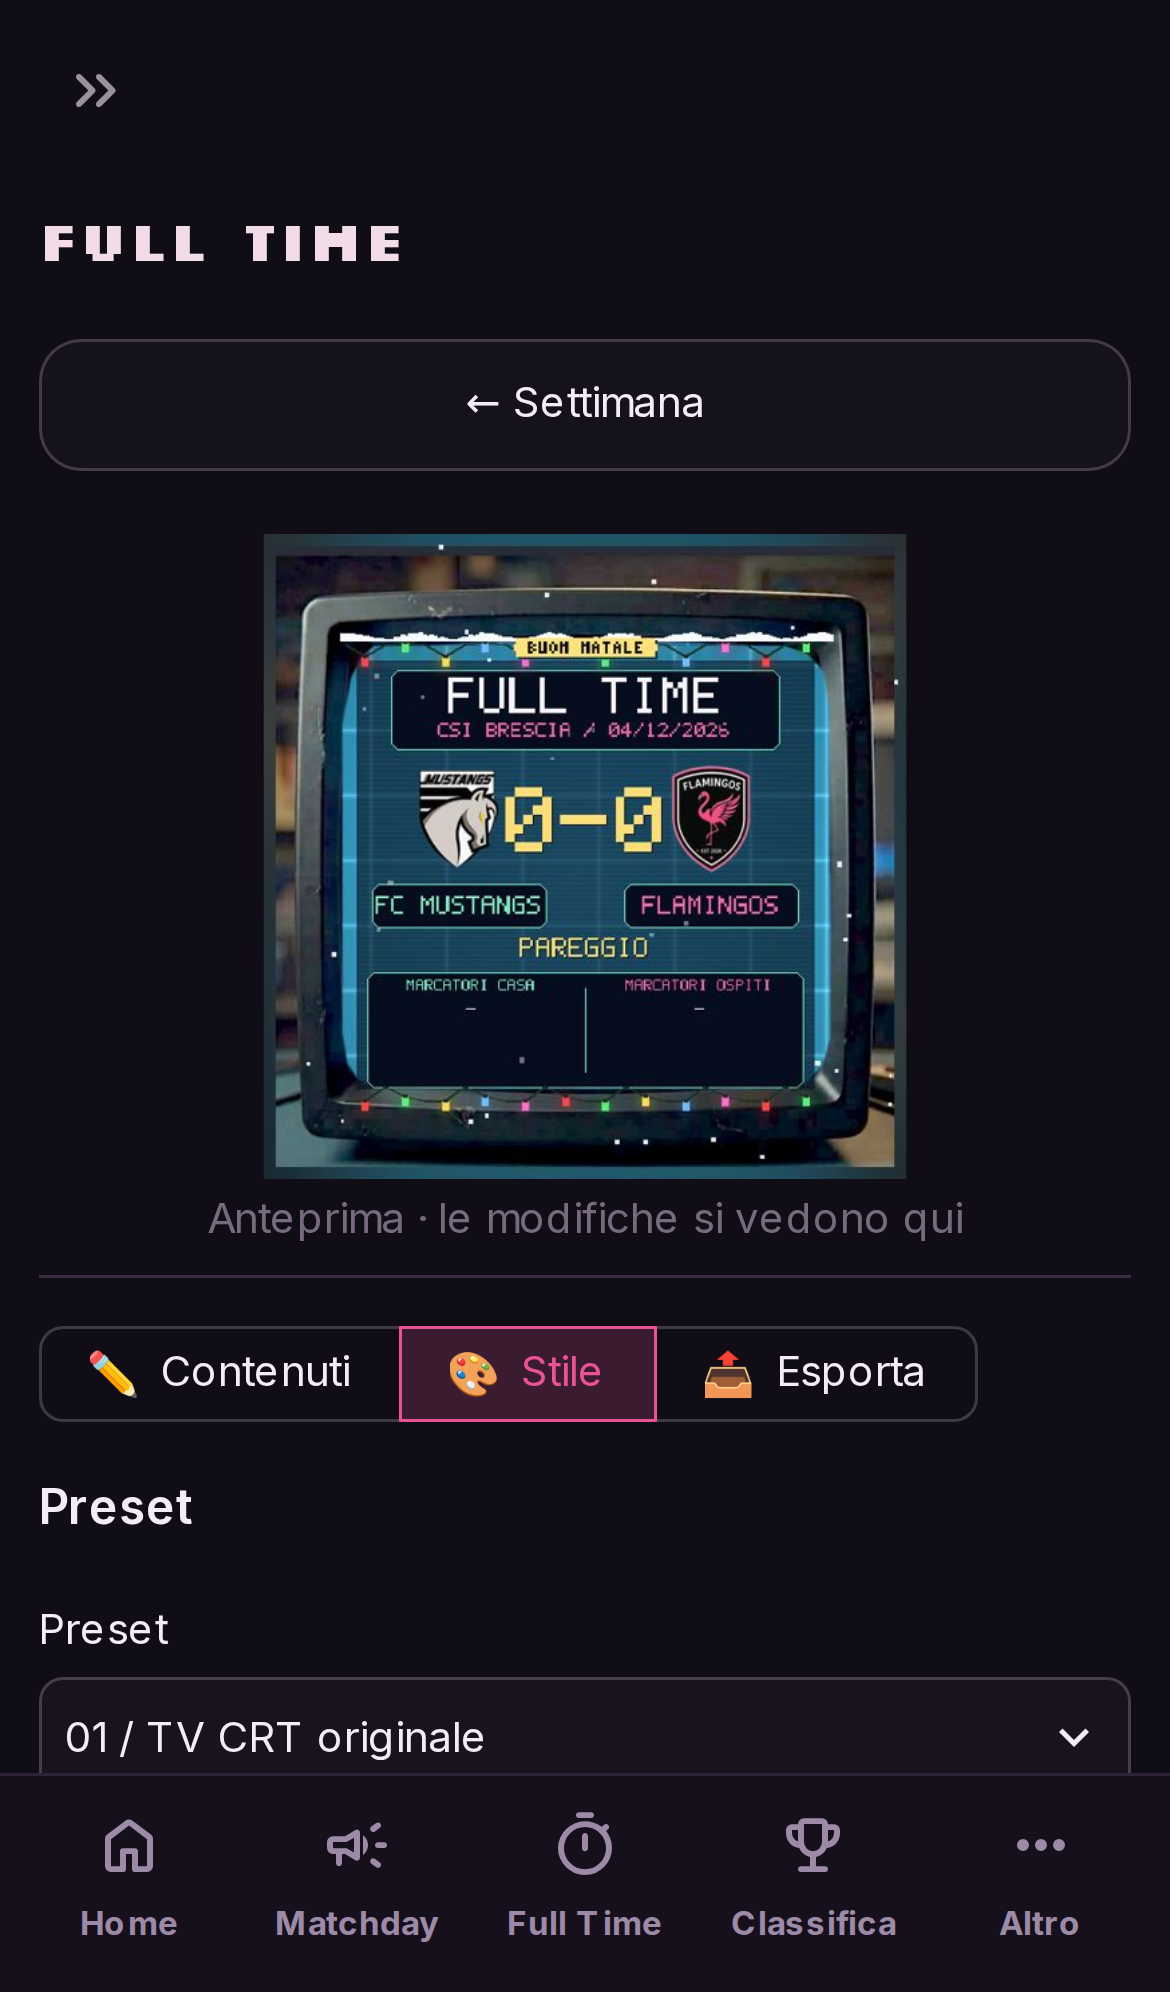 FULL TIME
← Settimana
BUON NATALE
FULL TIME
CSI BRESCIA / 04/12/2026
MUSTANGS
0-0
FLAMINGOS
FC MUSTANGS
FLAMINGOS
PAREGGIO
MARCATORI CASA
MARCATORI OSPITI
–
–
Anteprima · le modifiche si vedono qui
Contenuti
Stile
Esporta
Preset
Preset
01 / TV CRT originale
Home
Matchday
Full Time
Classifica
Altro